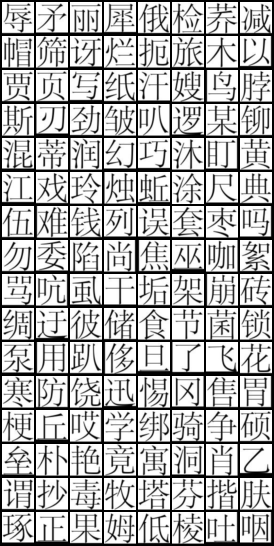 辱矛丽犀俄检荞减
帽筛讶烂扼旅木以
贾页写纸汗嫂鸟脖
斯刃劲皱叭逻某铆
混蒂润幻巧沐盯黄
江戏玲烛蚯涂尺典
伍难钱列误套枣吗
勿委陷尚焦巫咖絮
骂吭虱干垢架崩砖
绸迂彼储食节菌锁
泵用趴侈旦了飞花
寒防饶迅惕冈售胃
梗丘哎学绑骑争硕
垒朴艳竞寓洞肖乙
谓抄毒牧塔芬揩肤
琢正果姆低棱吐咽